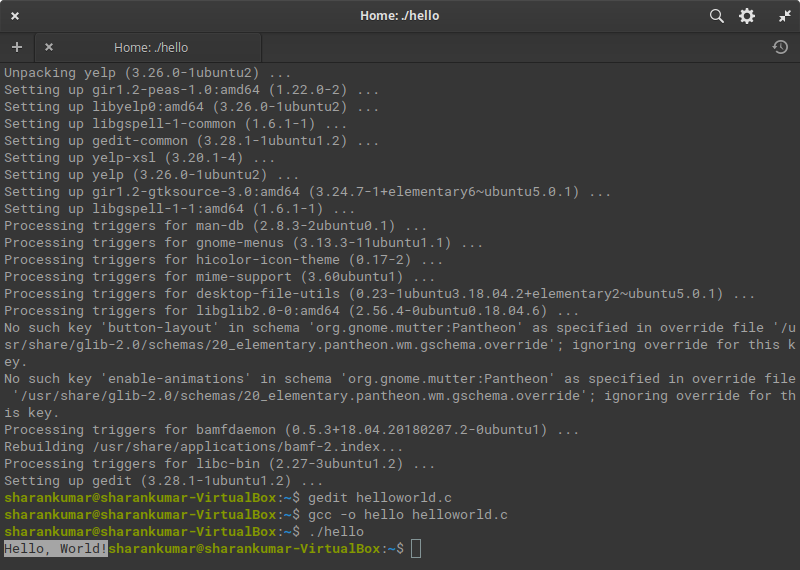 Home: ./hello
Home: ./hello
Unpacking yelp (3.26.0-1ubuntu2) ...
Setting up gir1.2-peas-1.0:amd64 (1.22.0-2) ...
Setting up libyelp0:amd64 (3.26.0-1ubuntu2) ...
Setting up libgspell-1-common (1.6.1-1) ...
Setting up gedit-common (3.28.1-1ubuntu1.2) ...
Setting up yelp-xsl (3.20.1-4) ...
Setting up yelp (3.26.0-1ubuntu2) ...
Setting up gir1.2-gtksource-3.0:amd64 (3.24.7-1+elementary6~ubuntu5.0.1) ...
Setting up libgspell-1-1:amd64 (1.6.1-1) ...
Processing triggers for man-db (2.8.3-2ubuntu0.1) ...
Processing triggers for gnome-menus (3.13.3-11ubuntu1.1) ...
Processing triggers for hicolor-icon-theme (0.17-2) ...
Processing triggers for mime-support (3.60ubuntu1) ...
Processing triggers for desktop-file-utils (0.23-1ubuntu3.18.04.2+elementary2~ubuntu5.0.1) ...
Processing triggers for libglib2.0-0:amd64 (2.56.4-0ubuntu0.18.04.6) ...
No such key 'button-layout' in schema 'org.gnome.mutter:Pantheon' as specified in override file '/u
sr/share/glib-2.0/schemas/20_elementary.pantheon.wm.gschema.override'; ignoring override for this k
ey.
No such key 'enable-animations' in schema 'org.gnome.mutter:Pantheon' as specified in override file
 '/usr/share/glib-2.0/schemas/20_elementary.pantheon.wm.gschema.override'; ignoring override for th
is key.
Processing triggers for bamfdaemon (0.5.3+18.04.20180207.2-0ubuntu1) ...
Rebuilding /usr/share/applications/bamf-2.index...
Processing triggers for libc-bin (2.27-3ubuntu1.2) ...
Setting up gedit (3.28.1-1ubuntu1.2) ...
sharankumar@sharankumar-VirtualBox:~$ gedit helloworld.c
sharankumar@sharankumar-VirtualBox:~$ gcc -o hello helloworld.c
sharankumar@sharankumar-VirtualBox:~$ ./hello
Hello, World!sharankumar@sharankumar-VirtualBox:~$